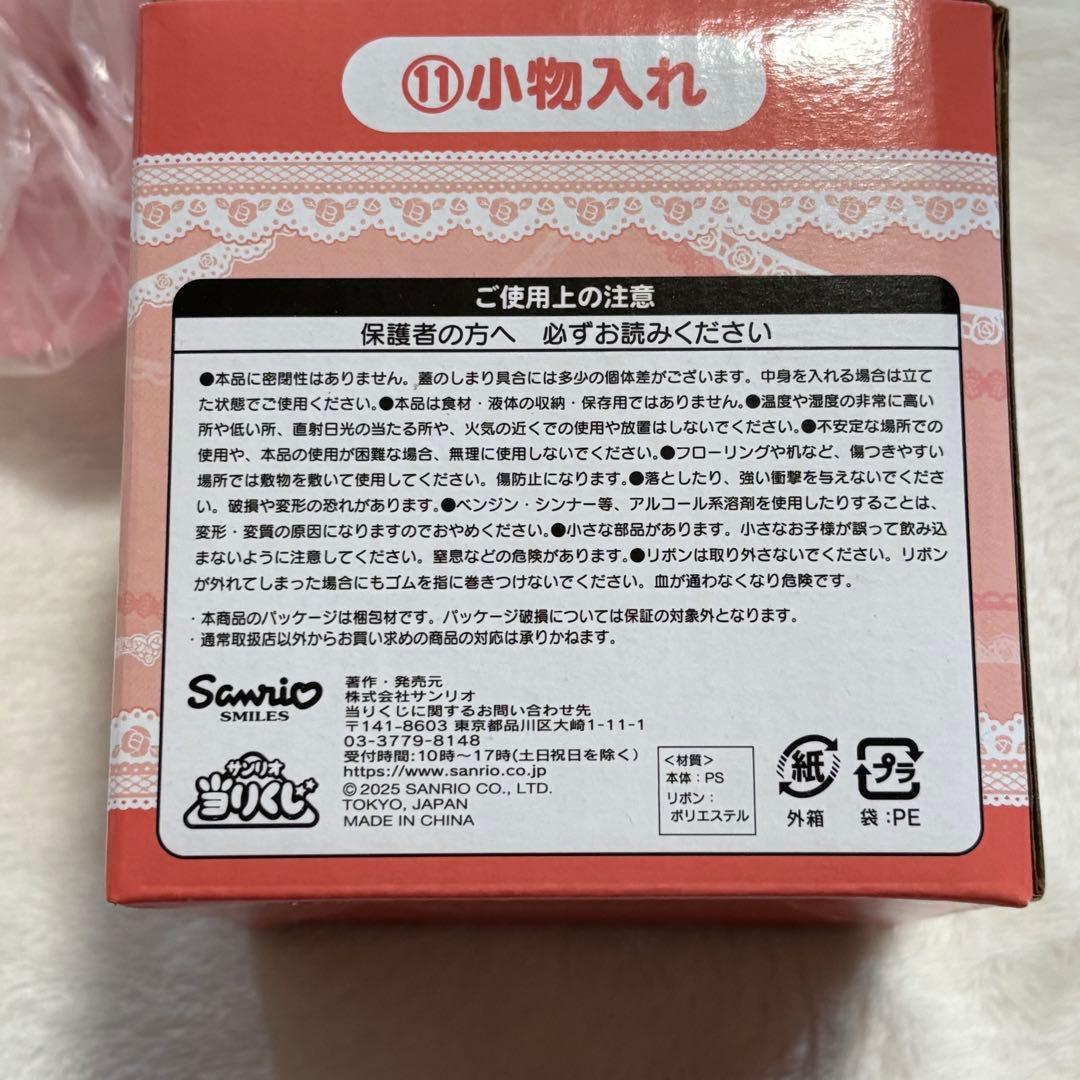 ⑪小物入れ
ご使用上の注意
保護者の方へ 必ずお読みください
●本品に密閉性はありません。蓋のしまり具合には多少の個体差がございます。中身を入れる場合は立て
た状態でご使用ください。●本品は食材・液体の収納・保存用ではありません。●温度や湿度の非常に高い
所や低い所、直射日光の当たる所や、火気の近くでの使用や放置はしないでください。●不安定な場所での
使用や、本品の使用が困難な場合、無理に使用しないでください。●フローリングや机など、傷つきやすい
場所では敷物を敷いて使用してください。傷防止になります。●落としたり、強い衝撃を与えないでくださ
い。破損や変形の恐れがあります。●ベンジン・シンナー等、アルコール系溶剤を使用したりすることは、
変形・変質の原因になりますのでおやめください。●小さな部品があります。小さなお子様が誤って飲み込
まないように注意してください。窒息などの危険があります。●リボンは取り外さないでください。リボン
が外れてしまった場合にもゴムを指に巻きつけないでください。血が通わなくなり危険です。
・本商品のパッケージは梱包材です。パッケージ破損については保証の対象外となります。
・通常取扱店以外からお買い求めの商品の対応は承りかねます。
Sanrio
SMILES
サンリオ
当りくじ
著作・発売元
株式会社サンリオ
当りくじに関するお問い合わせ先
〒141-8603 東京都品川区大崎1-11-1
03-3779-8148
受付時間:10時〜17時(土日祝日を除く)
https://www.sanrio.co.jp
© 2025 SANRIO CO., LTD.
TOKYO, JAPAN
MADE IN CHINA
<材質>
本体:PS
リボン:
ポリエステル
紙
外箱
プラ
袋:PE